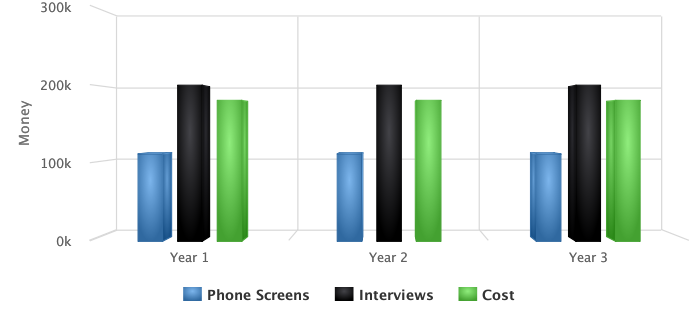 300k
200k
100k
0k
Money
Year 1
Year 2
Year 3
Phone Screens
Interviews
Cost